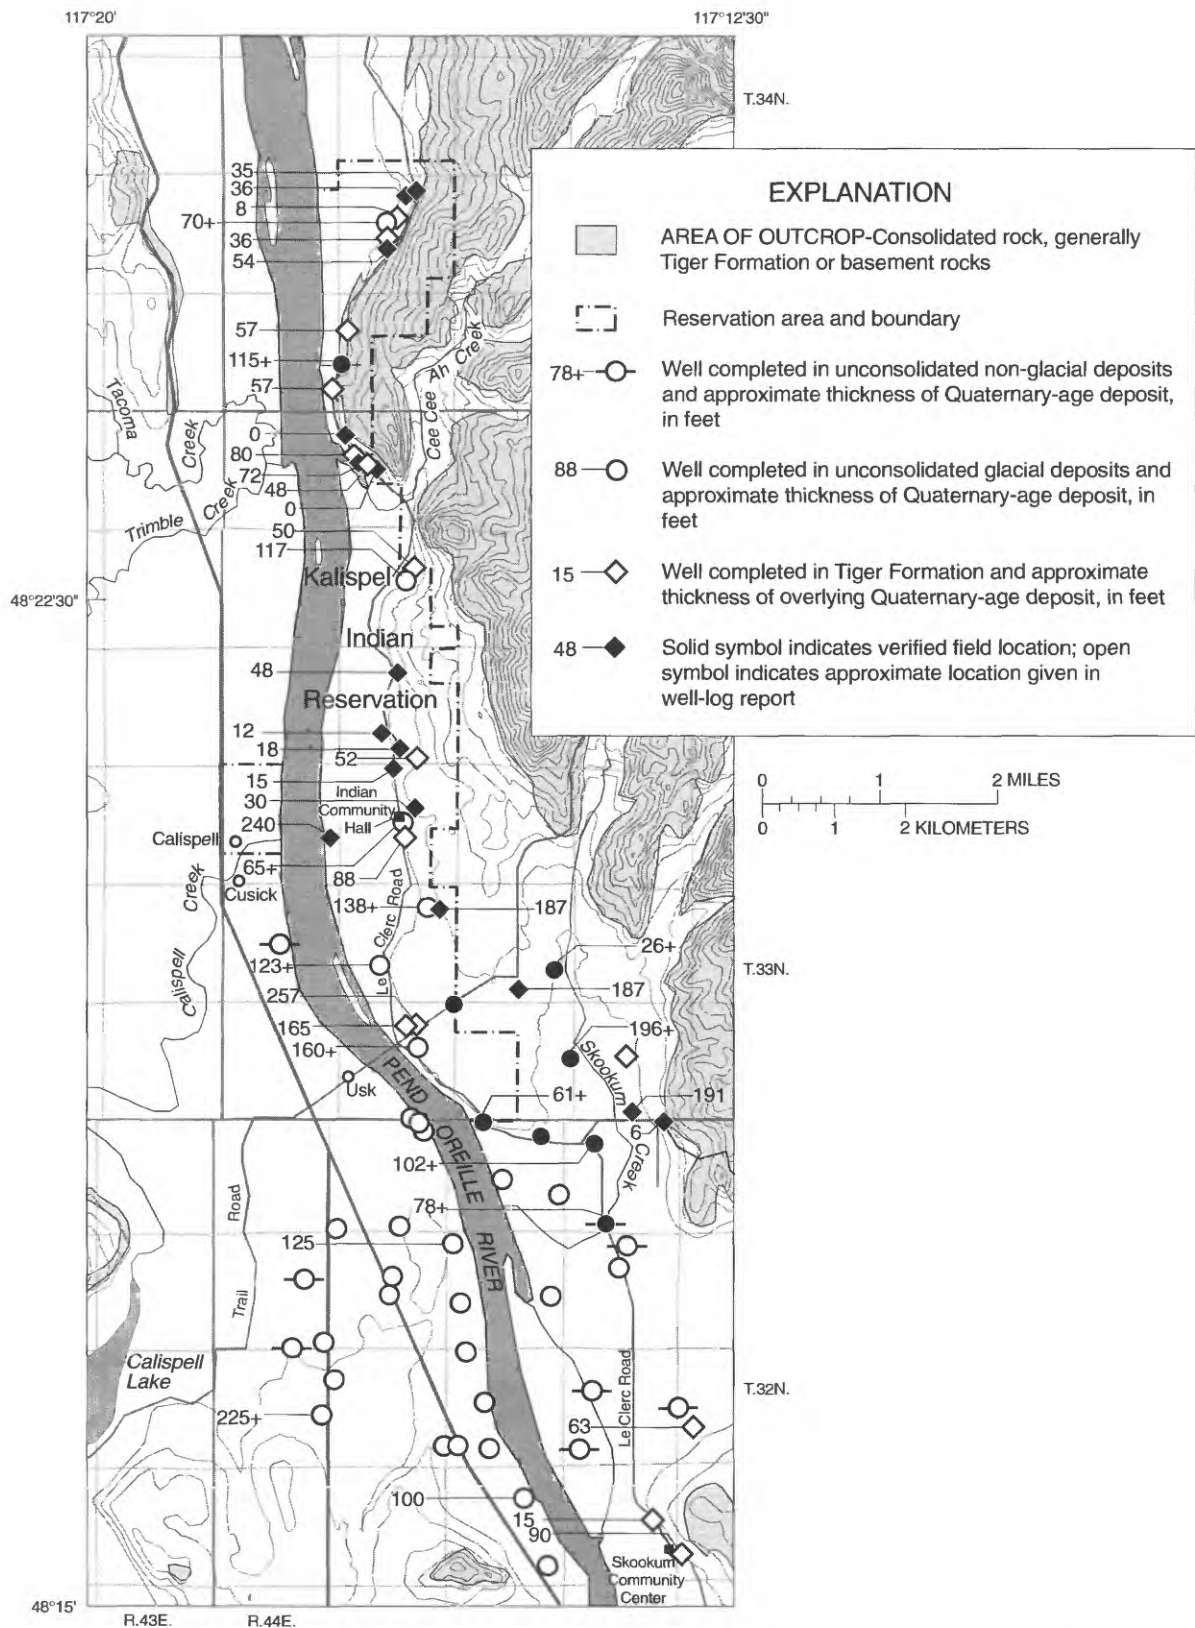 117°20'
117°12'30"
T.34N.
35
36
8
70+
36
54
57
115+
57
0
80
72
48
0
50
117
Tacoma
Creek
Trimble Creek
Cee Cee Ah Creek
48°22'30"
Kalispel
Indian
Reservation
48
12
18
52
15
30
240
Indian
Community
Hall
Calispell
65+
Cusick
88
Calispell Creek
138+
187
Le Clerc Road
26+
123+
T.33N.
257
187
165
196+
160+
Skookum
Creek
Usk
61+
191
6
PEND OREILLE RIVER
102+
78+
Trail Road
125
Calispell
Lake
T.32N.
Le Clerc Road
225+
63
100
15
90
Skookum
Community
Center
48°15'
R.43E.
R.44E.
EXPLANATION
AREA OF OUTCROP-Consolidated rock, generally
Tiger Formation or basement rocks
Reservation area and boundary
78+
Well completed in unconsolidated non-glacial deposits
and approximate thickness of Quaternary-age deposit,
in feet
88
Well completed in unconsolidated glacial deposits and
approximate thickness of Quaternary-age deposit, in
feet
15
Well completed in Tiger Formation and approximate
thickness of overlying Quaternary-age deposit, in feet
48
Solid symbol indicates verified field location; open
symbol indicates approximate location given in
well-log report
0 1 2 MILES
0 1 2 KILOMETERS